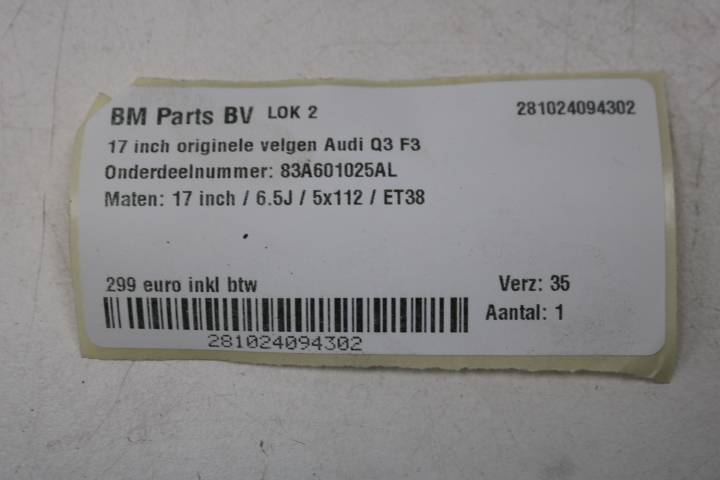 BM Parts BV LOK 2 281024094302
17 inch originele velgen Audi Q3 F3
Onderdeelnummer: 83A601025AL
Maten: 17 inch / 6.5J / 5x112 / ET38
299 euro inkl btw Verz: 35
Aantal: 1
281024094302